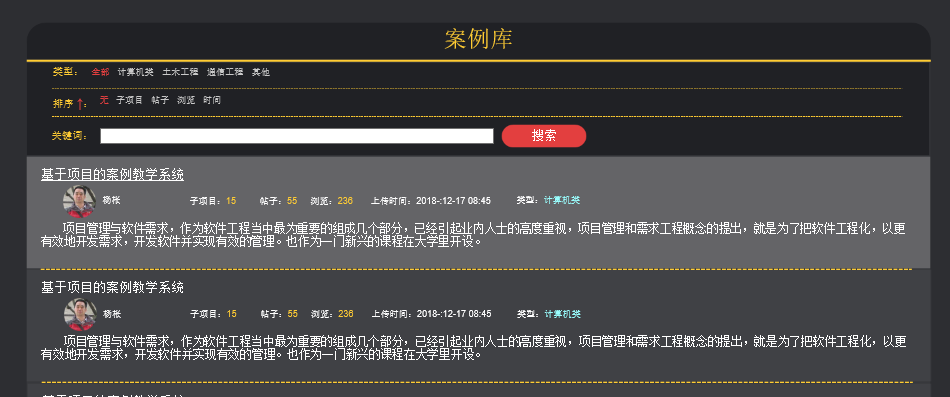 案例库
类型： 全部 计算机类 土木工程 通信工程 其他
排序↑： 无 子项目 帖子 浏览 时间
关键词： 搜索
基于项目的案例教学系统
杨枨 子项目：15 帖子：55 浏览：236 上传时间：2018-:12-17 08:45 类型：计算机类
项目管理与软件需求，作为软件工程当中最为重要的组成几个部分，已经引起业内人士的高度重视，项目管理和需求工程概念的提出，就是为了把软件工程化，以更
有效地开发需求，开发软件并实现有效的管理。也作为一门新兴的课程在大学里开设。
基于项目的案例教学系统
杨枨 子项目：15 帖子：55 浏览：236 上传时间：2018-:12-17 08:45 类型：计算机类
项目管理与软件需求，作为软件工程当中最为重要的组成几个部分，已经引起业内人士的高度重视，项目管理和需求工程概念的提出，就是为了把软件工程化，以更
有效地开发需求，开发软件并实现有效的管理。也作为一门新兴的课程在大学里开设。